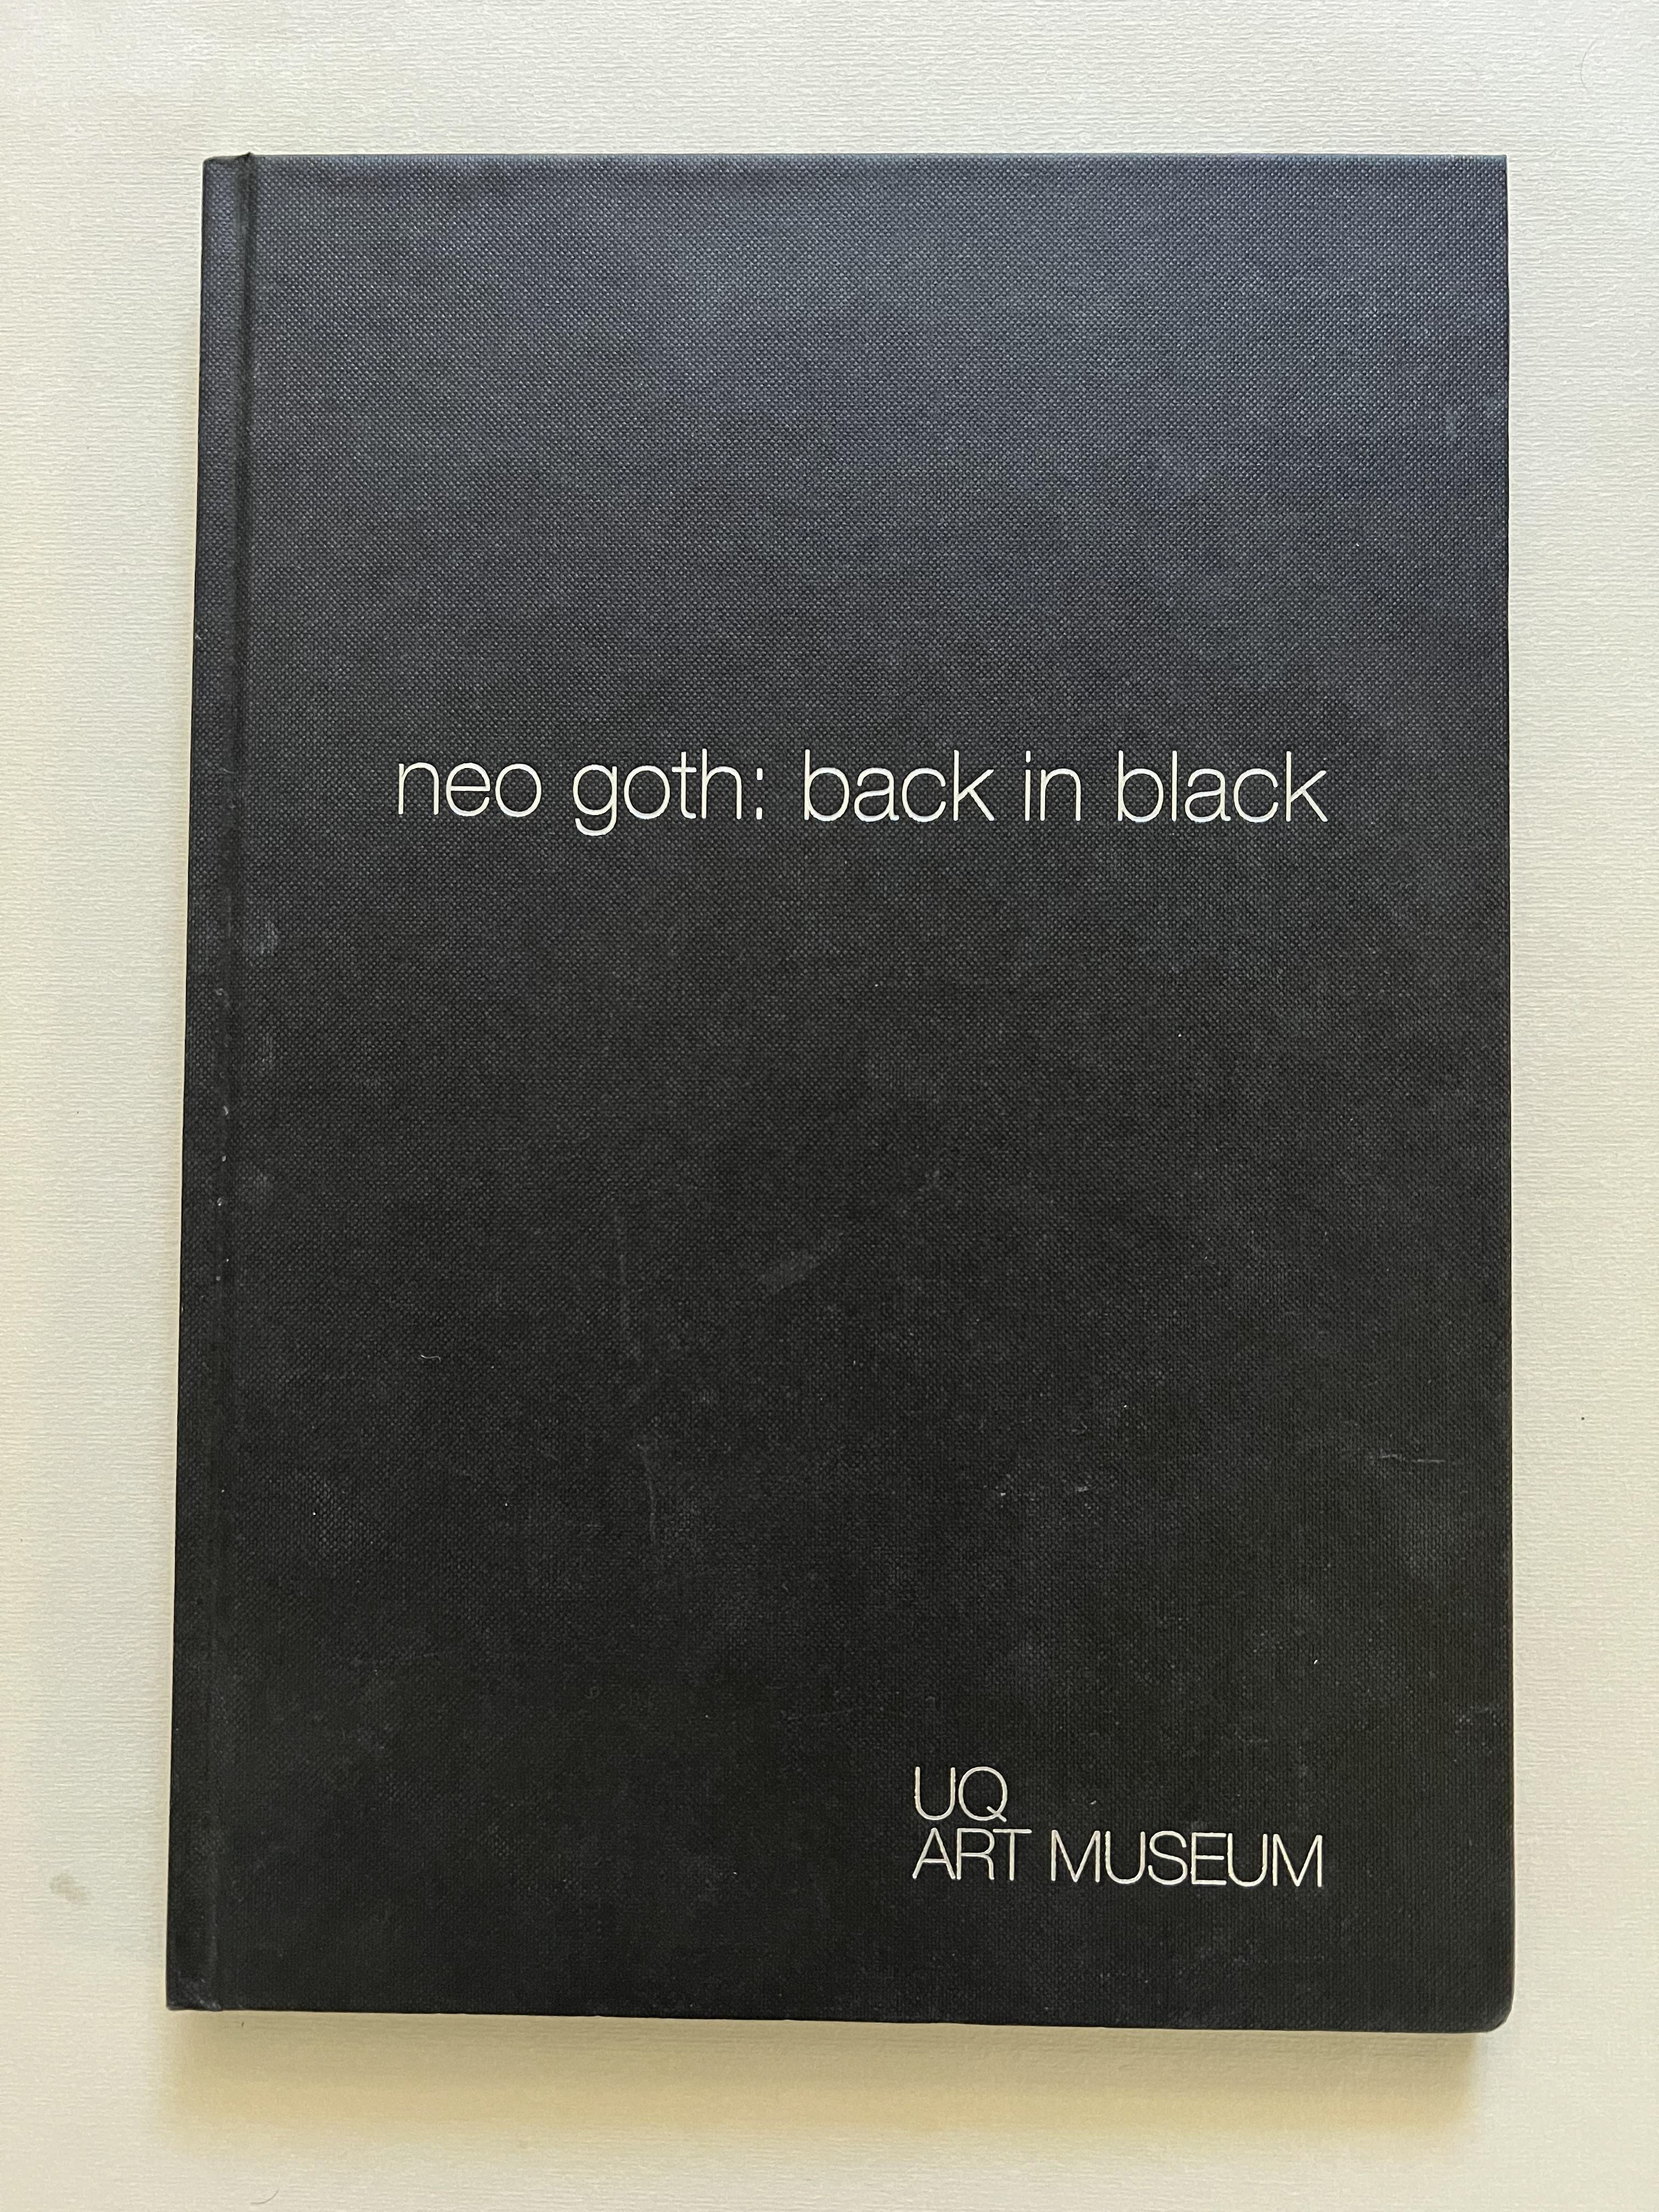 neo goth: back in black
UQ
ART MUSEUM